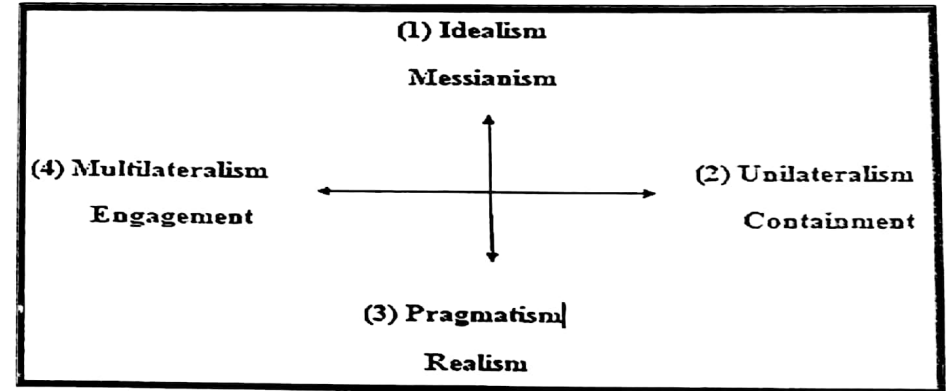 (1) Idealism
Messianism
(4) Multilateralism
(2) Unilateralism
Engagement
Containment
(3) Pragmatism
Realism